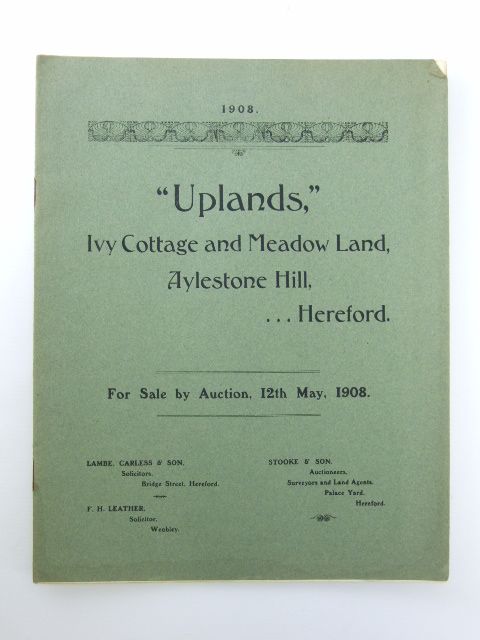 1908.
"Uplands,"
Ivy Cottage and Meadow Land,
Aylestone Hill,
... Hereford.
For Sale by Auction, 12th May, 1908.
LAMBE, CARLESS & SON,
Solicitors,
Bridge Street, Hereford.
F. H. LEATHER,
Solicitor,
Weobley.
STOOKE & SON,
Auctioneers,
Surveyors and Land Agents,
Palace Yard,
Hereford.